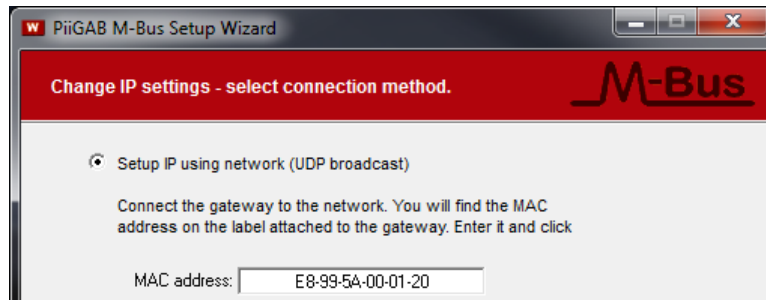 W PiiGAB M-Bus Setup Wizard
Change IP settings - select connection method.
M-Bus
Setup IP using network (UDP broadcast)
Connect the gateway to the network. You will find the MAC
address on the label attached to the gateway. Enter it and click
MAC address: E8-99-5A-00-01-20